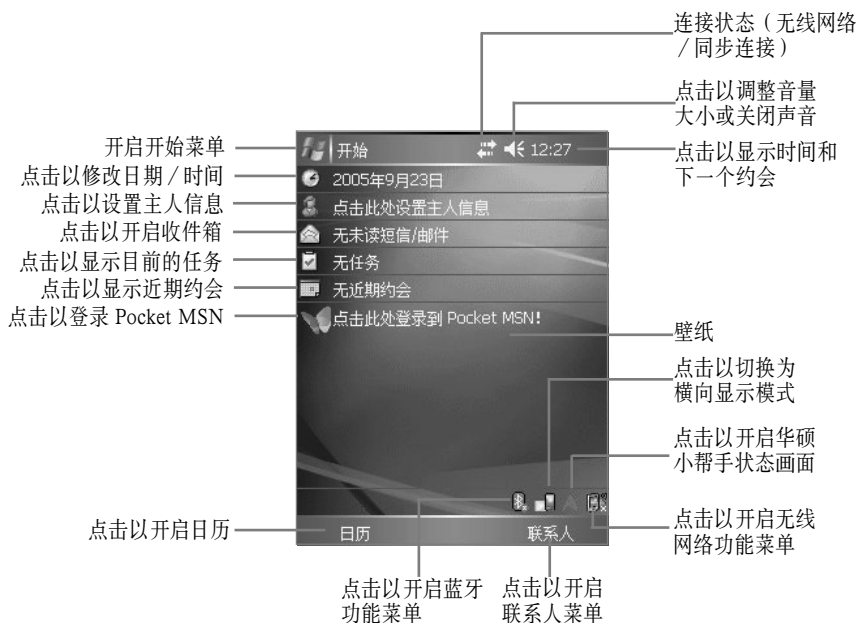 连接状态（无线网络
／同步连接）
点击以调整音量
大小或关闭声音
点击以显示时间和
下一个约会
开启开始菜单
点击以修改日期／时间
点击以设置主人信息
点击以开启收件箱
点击以显示目前的任务
点击以显示近期约会
点击以登录 Pocket MSN
开始
12:27
2005年9月23日
点击此处设置主人信息
无未读短信/邮件
无任务
无近期约会
点击此处登录到 Pocket MSN!
壁纸
点击以切换为
横向显示模式
点击以开启华硕
小帮手状态画面
点击以开启无线
网络功能菜单
点击以开启日历
日历
联系人
点击以开启蓝牙
功能菜单
点击以开启
联系人菜单